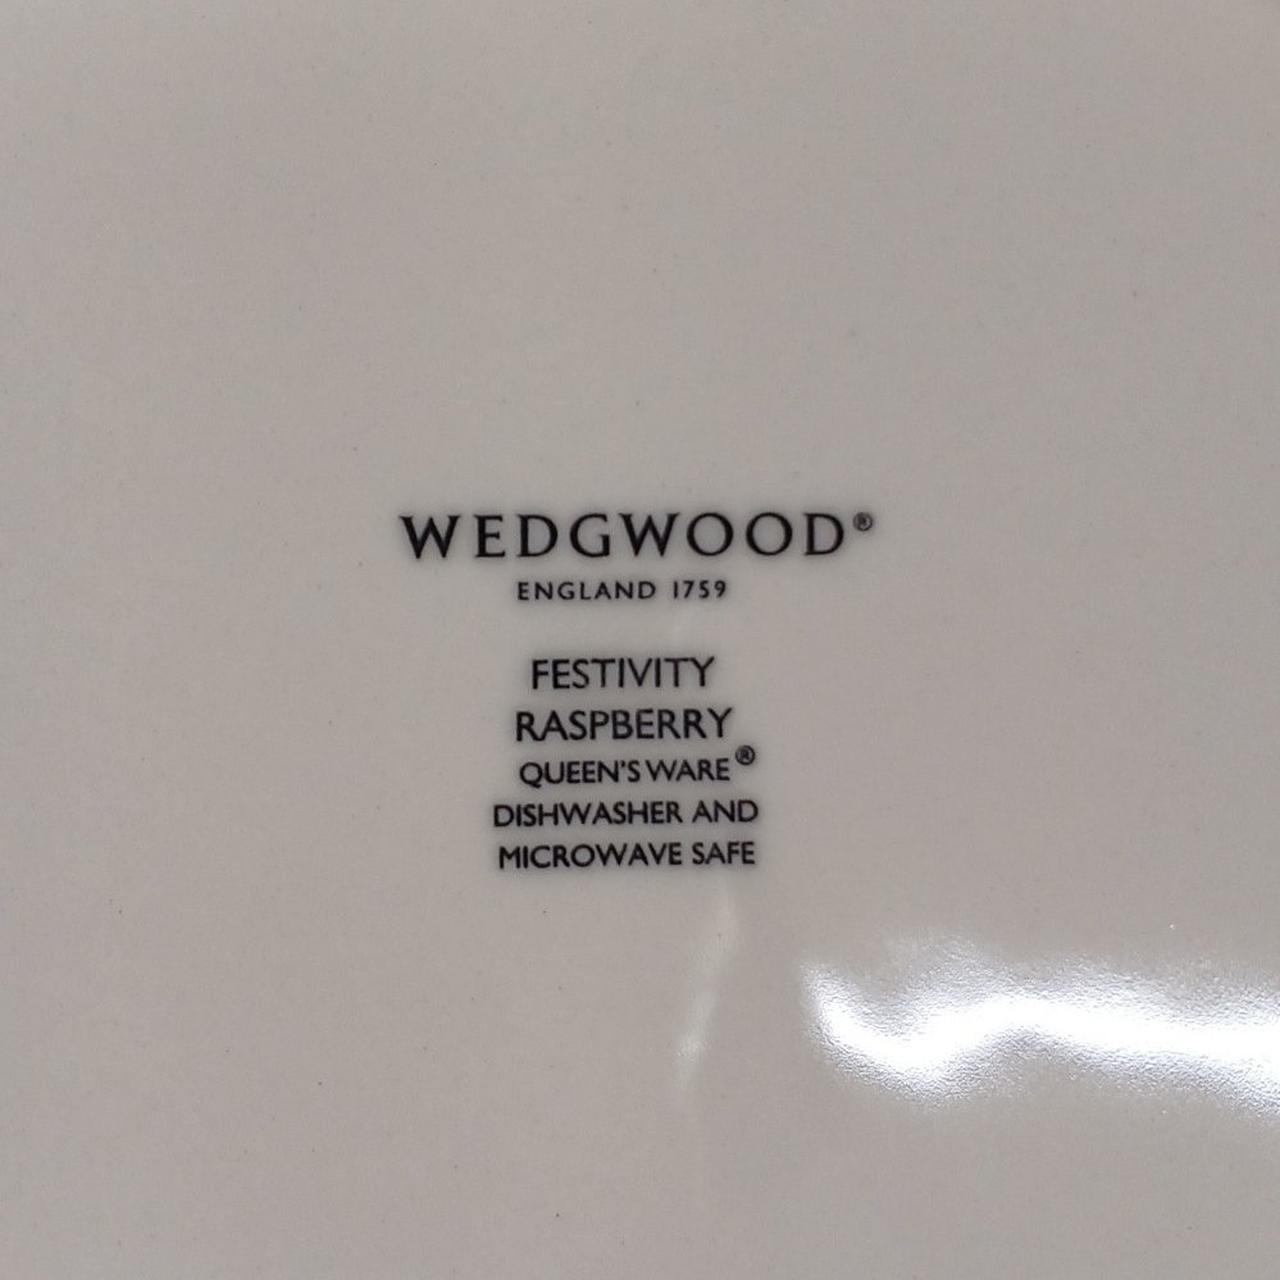 WEDGWOOD®
ENGLAND 1759
FESTIVITY
RASPBERRY
QUEEN'S WARE®
DISHWASHER AND
MICROWAVE SAFE